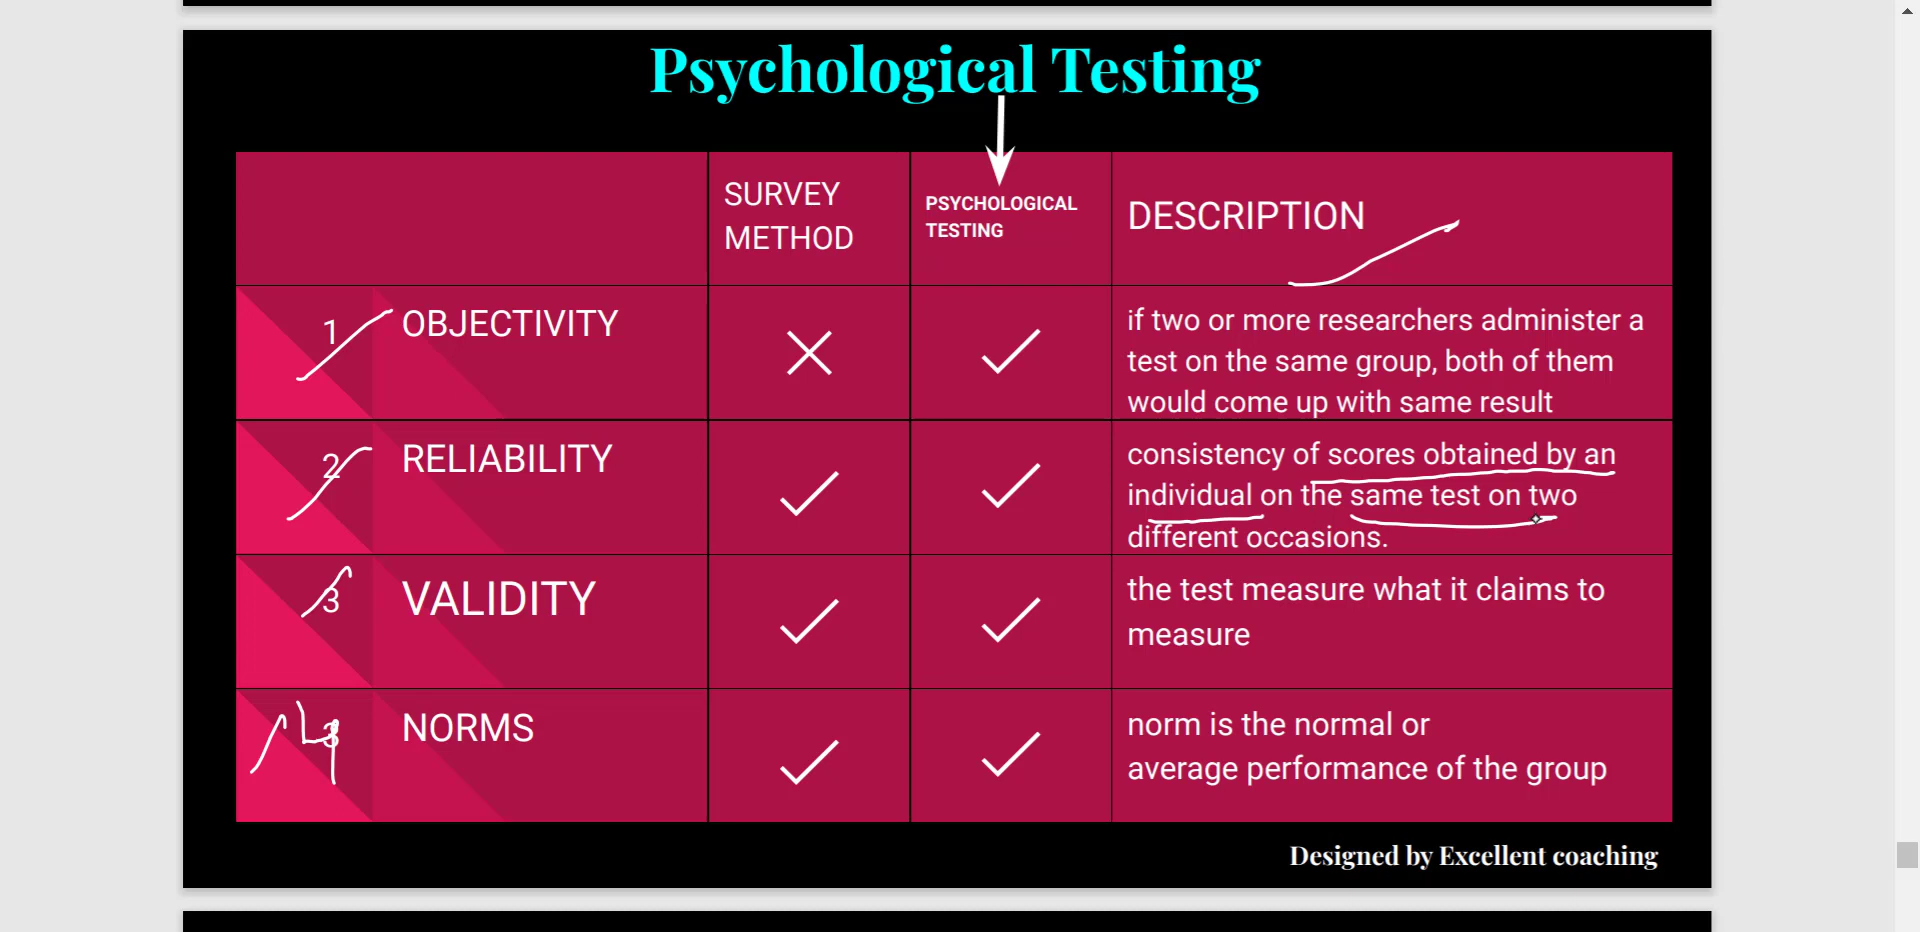 Psychological Testing
SURVEY
METHOD
PSYCHOLOGICAL
TESTING
DESCRIPTION
1
OBJECTIVITY
if two or more researchers administer a
test on the same group, both of them
would come up with same result
2
RELIABILITY
consistency of scores obtained by an
individual on the same test on two
different occasions.
3
VALIDITY
the test measure what it claims to
measure
3
4
NORMS
norm is the normal or
average performance of the group
Designed by Excellent coaching